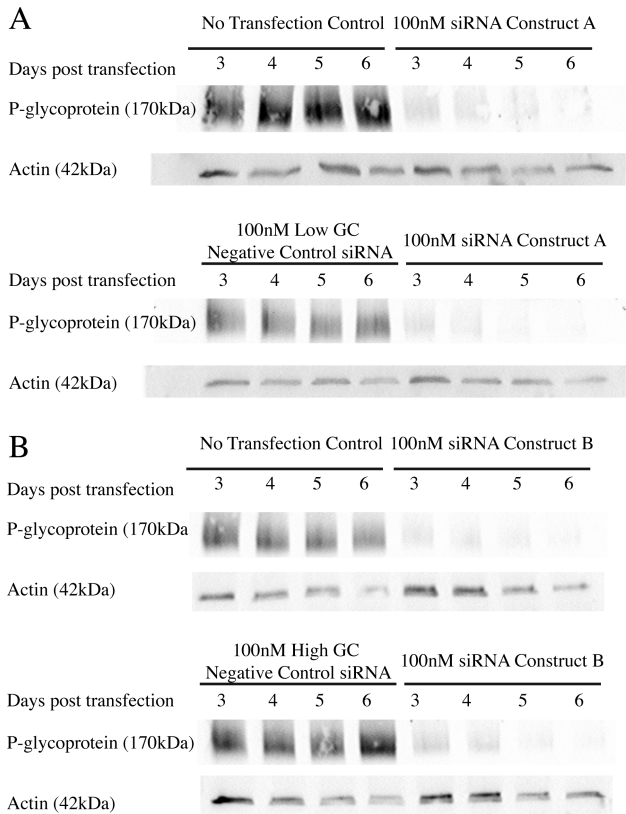 A
No Transfection Control 100nM siRNA Construct A
Days post transfection 3 4 5 6 3 4 5 6
P-glycoprotein (170kDa)
Actin (42kDa)
100nM Low GC
Negative Control siRNA 100nM siRNA Construct A
Days post transfection 3 4 5 6 3 4 5 6
P-glycoprotein (170kDa)
Actin (42kDa)
B
No Transfection Control 100nM siRNA Construct B
Days post transfection 3 4 5 6 3 4 5 6
P-glycoprotein (170kDa
Actin (42kDa)
100nM High GC
Negative Control siRNA 100nM siRNA Construct B
Days post transfection 3 4 5 6 3 4 5 6
P-glycoprotein (170kDa)
Actin (42kDa)